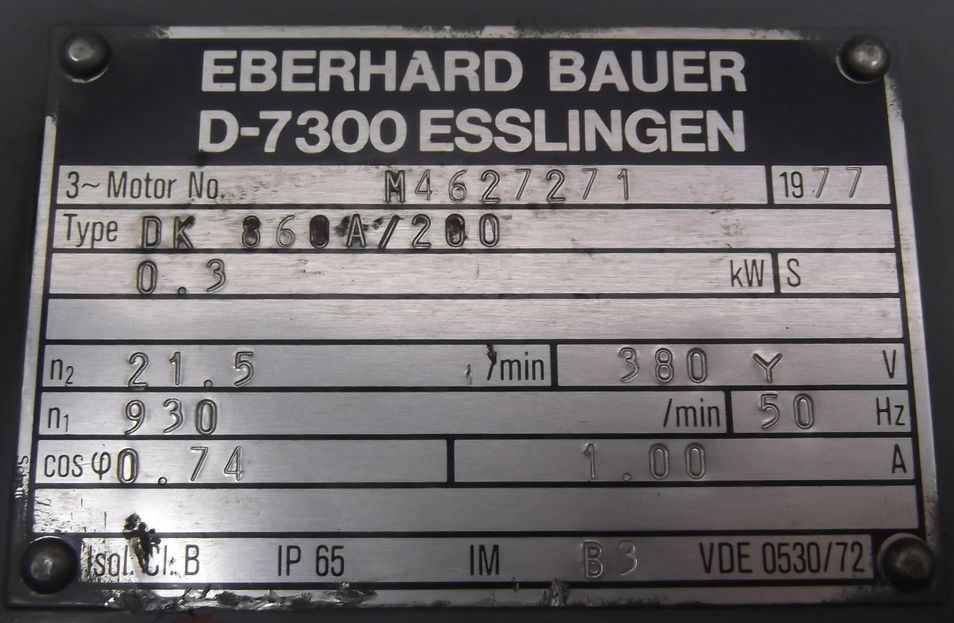 EBERHARD BAUER
D-7300 ESSLINGEN
3~ Motor No. M4627271 1977
Type DK 860A/200
0.3 kW S
n₂ 21.5 /min 380 Y V
n₁ 930 /min 50 Hz
cos φ 0.74 1.00 A
Isol. Cl. B IP 65 IM B3 VDE 0530/72